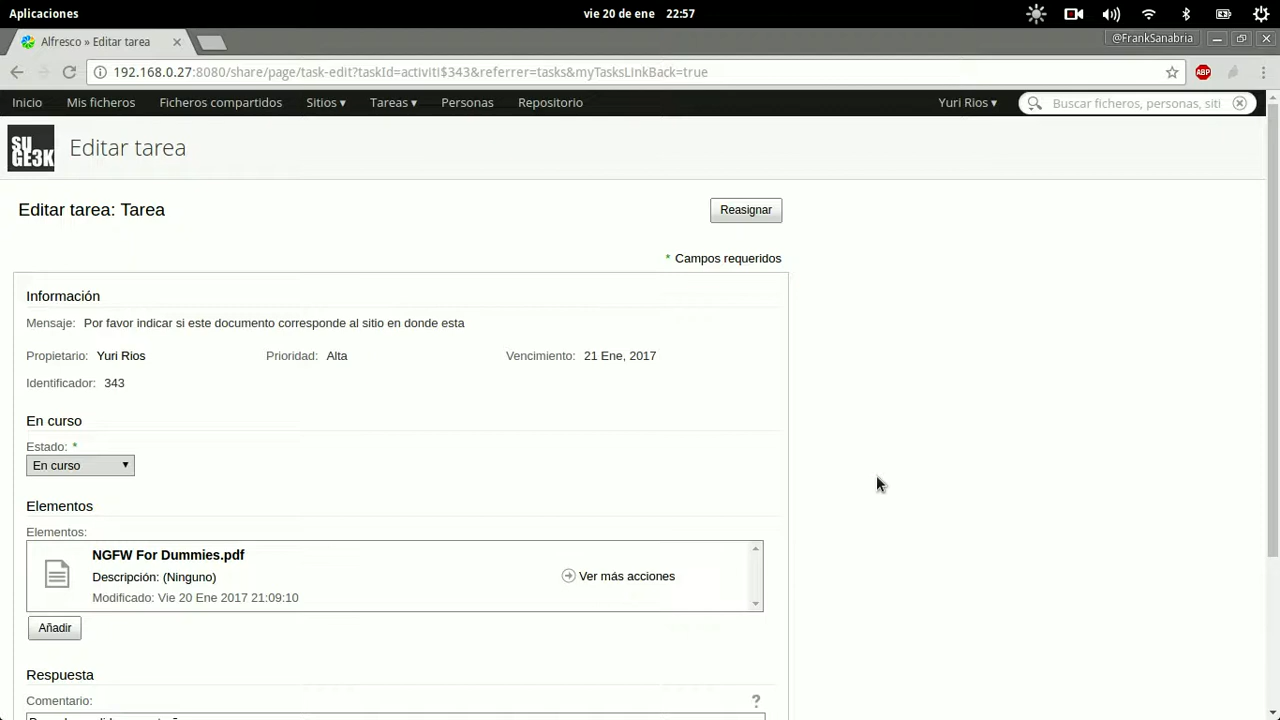 Aplicaciones
vie 20 de ene 22:57
Alfresco » Editar tarea
@FrankSanabria
192.168.0.27:8080/share/page/task-edit?taskId=activiti$343&referrer=tasks&myTasksLinkBack=true
ABP
Inicio Mis ficheros Ficheros compartidos Sitios Tareas Personas Repositorio Yuri Rios Buscar ficheros, personas, siti
SU GE3K
Editar tarea
Editar tarea: Tarea
Reasignar
* Campos requeridos
Información
Mensaje: Por favor indicar si este documento corresponde al sitio en donde esta
Propietario: Yuri Rios Prioridad: Alta Vencimiento: 21 Ene, 2017
Identificador: 343
En curso
Estado: *
En curso
Elementos
Elementos:
NGFW For Dummies.pdf
Descripción: (Ninguno)
Ver más acciones
Modificado: Vie 20 Ene 2017 21:09:10
Añadir
Respuesta
Comentario:
?